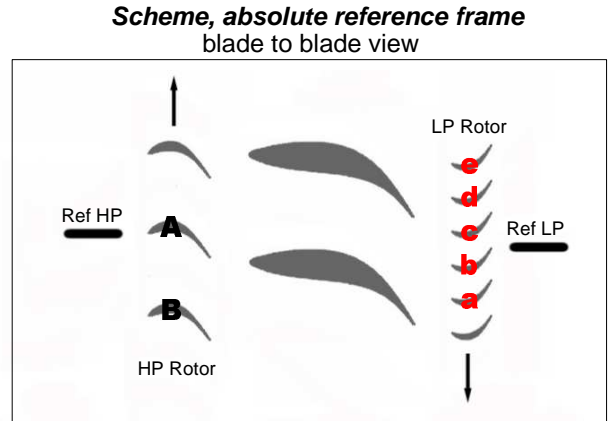 Scheme, absolute reference frame
blade to blade view
LP Rotor
e
d
Ref HP
A
c
Ref LP
b
B
a
HP Rotor